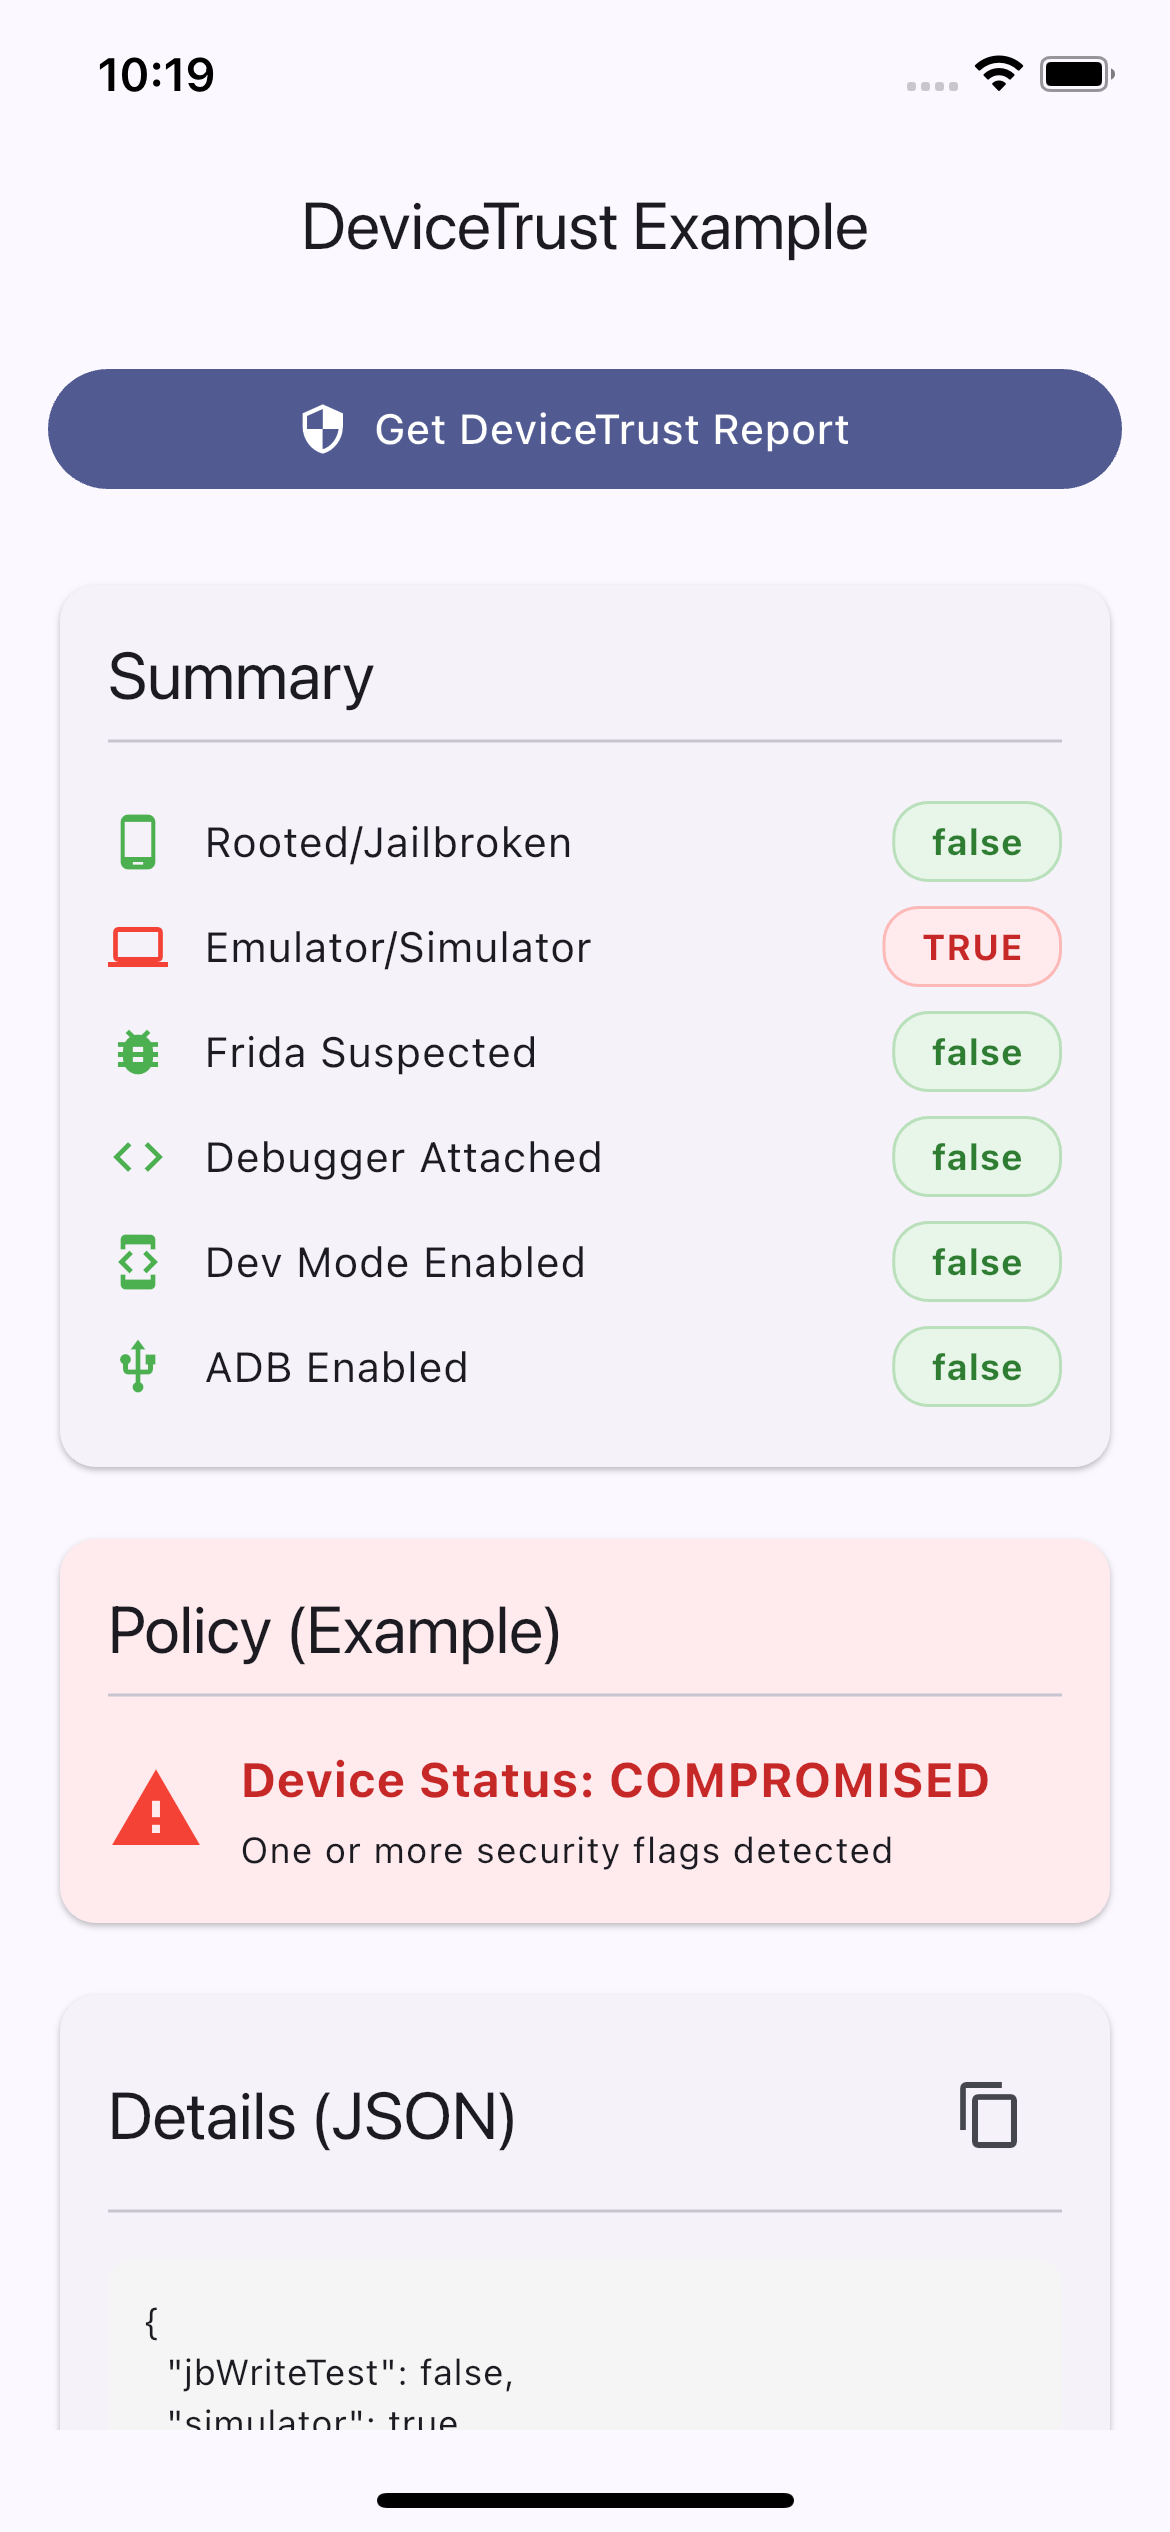 10:19
DeviceTrust Example
Get DeviceTrust Report
Summary
Rooted/Jailbroken false
Emulator/Simulator TRUE
Frida Suspected false
Debugger Attached false
Dev Mode Enabled false
ADB Enabled false
Policy (Example)
Device Status: COMPROMISED
One or more security flags detected
Details (JSON)
{
"jbWriteTest": false,
"simulator": true